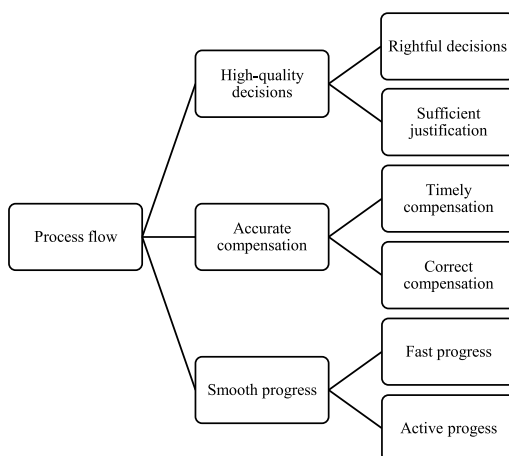 Rightful decisions
High-quality
decisions
Sufficient
justification
Timely
compensation
Process flow
Accurate
compensation
Correct
compensation
Fast progress
Smooth progress
Active progess